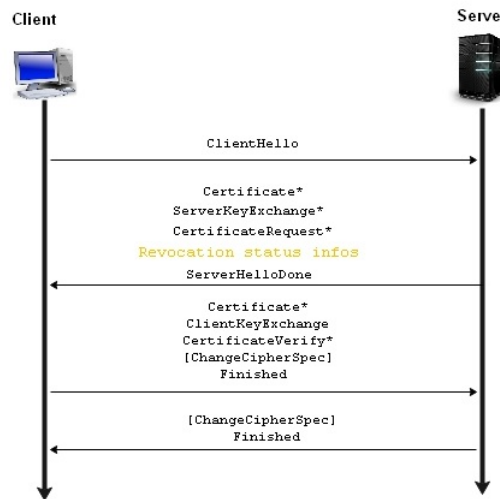 Client
Serve
ClientHello
Certificate*
ServerKeyExchange*
CertificateRequest*
Revocation status infos
ServerHelloDone
Certificate*
ClientKeyExchange
CertificateVerify*
[ChangeCipherSpec]
Finished
[ChangeCipherSpec]
Finished